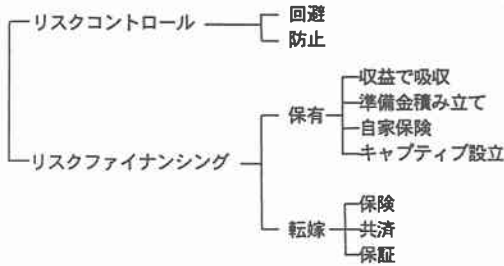 リスクコントロール
回避
防止
リスクファイナンシング
保有
収益で吸収
準備金積み立て
自家保険
キャプティブ設立
転嫁
保険
共済
保証